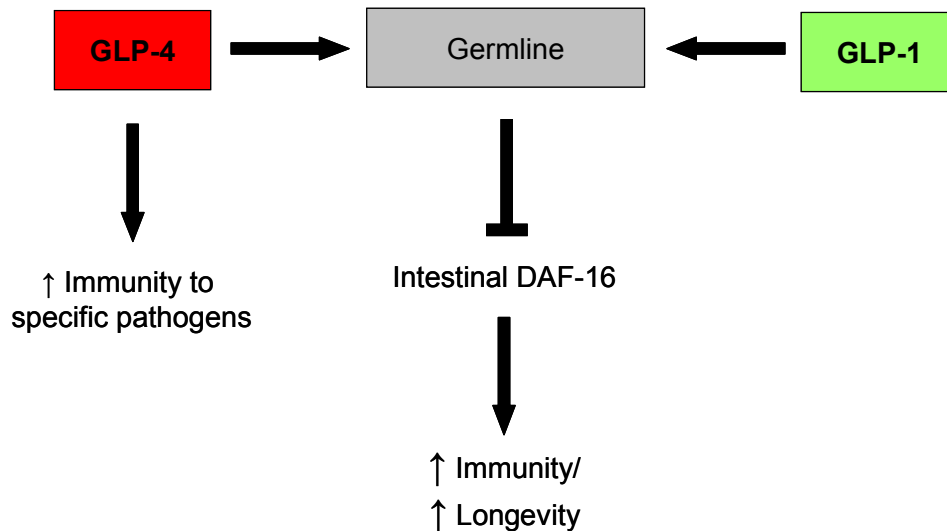 GLP-4
Germline
GLP-1
↑ Immunity to
specific pathogens
Intestinal DAF-16
↑ Immunity/
↑ Longevity